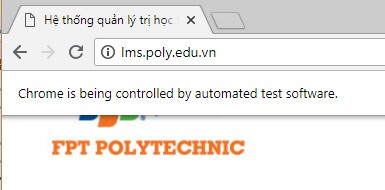 Hệ thống quản lý trị học
lms.poly.edu.vn
Chrome is being controlled by automated test software.
FPT POLYTECHNIC